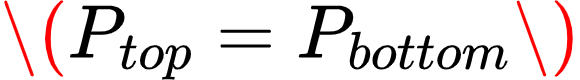 \(P_{top} = P_{bottom}\)